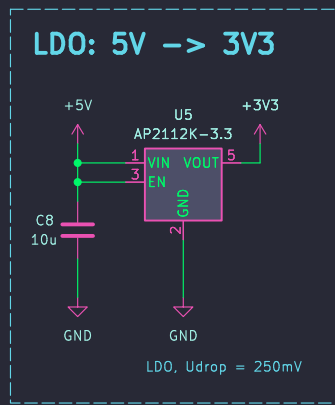 LDO: 5V -> 3V3
+5V
U5
+3V3
AP2112K-3.3
1
VIN
VOUT
5
3
EN
GND
2
C8
10u
GND
GND
LDO, Udrop = 250mV